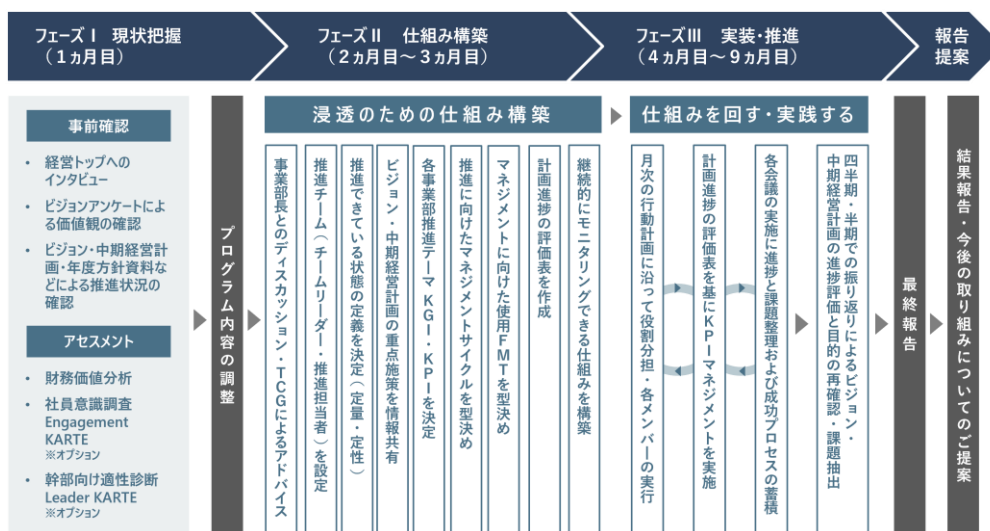 フェーズⅠ 現状把握
（1ヵ月目）
フェーズⅡ 仕組み構築
（2ヵ月目～3ヵ月目）
フェーズⅢ 実装・推進
（4ヵ月目～9ヵ月目）
報告
提案
事前確認
• 経営トップへの
インタビュー
• ビジョンアンケートによ
る価値観の確認
• ビジョン・中期経営計
画・年度方針資料な
どによる推進状況の
確認
アセスメント
• 財務価値分析
• 社員意識調査
Engagement
KARTE
※オプション
• 幹部向け適性診断
Leader KARTE
※オプション
プログラム内容の調整
浸透のための仕組み構築
事業部長とのディスカッション・TCGによるアドバイス
推進チーム（チームリーダー・推進担当者）を設定
推進できている状態の定義を決定（定量・定性）
ビジョン・中期経営計画の重点施策を情報共有
各事業部推進テーマ KGI・KPIを決定
推進に向けたマネジメントサイクルを型決め
マネジメントに向けた使用FMTを型決め
計画進捗の評価表を作成
継続的にモニタリングできる仕組みを構築
仕組みを回す・実践する
月次の行動計画に沿って役割分担・各メンバーの実行
計画進捗の評価表を基にKPIマネジメントを実施
各会議の実施に進捗と課題整理および成功プロセスの蓄積
四半期・半期での振り返りによるビジョン・
中期経営計画の進捗評価と目的の再確認・課題抽出
最終報告
結果報告・今後の取り組みについてのご提案